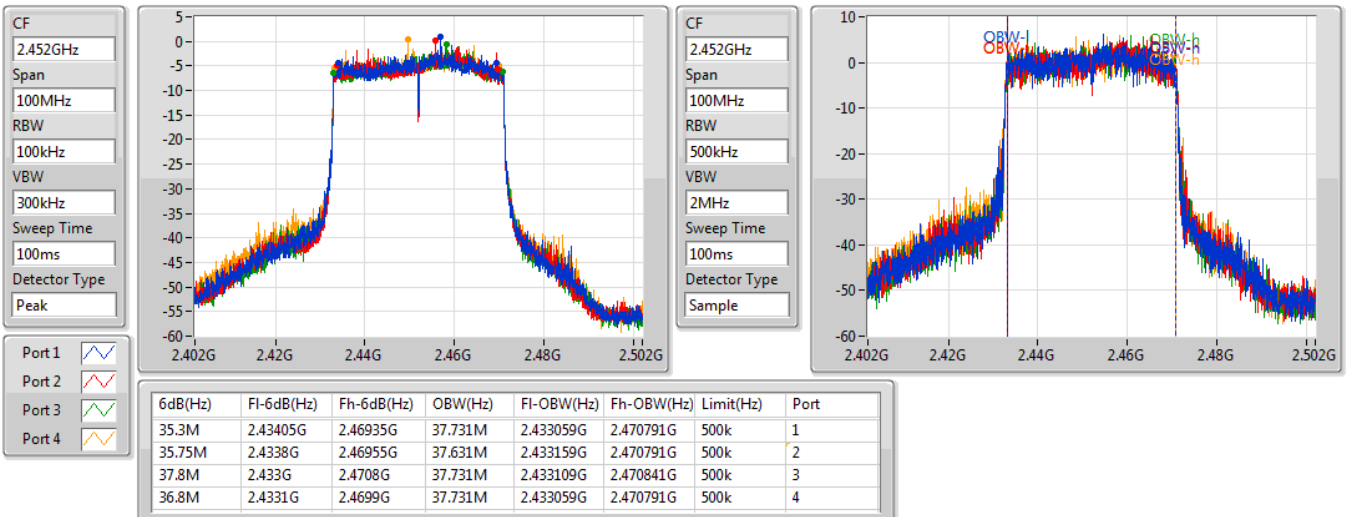 CF
2.452GHz
Span
100MHz
RBW
100kHz
VBW
300kHz
Sweep Time
100ms
Detector Type
Peak
5
0
-5
-10
-15
-20
-25
-30
-35
-40
-45
-50
-55
-60
2.402G 2.42G 2.44G 2.46G 2.48G 2.502G
CF
2.452GHz
Span
100MHz
RBW
500kHz
VBW
2MHz
Sweep Time
100ms
Detector Type
Sample
10
0
-10
-20
-30
-40
-50
-60
OBW-l
OBW-h
OBW-h
OBW-h
2.402G 2.42G 2.44G 2.46G 2.48G 2.502G
Port 1
Port 2
Port 3
Port 4
6dB(Hz) Fl-6dB(Hz) Fh-6dB(Hz) OBW(Hz) Fl-OBW(Hz) Fh-OBW(Hz) Limit(Hz) Port
35.3M 2.43405G 2.46935G 37.731M 2.433059G 2.470791G 500k 1
35.75M 2.4338G 2.46955G 37.631M 2.433159G 2.470791G 500k 2
37.8M 2.433G 2.4708G 37.731M 2.433109G 2.470841G 500k 3
36.8M 2.4331G 2.4699G 37.731M 2.433059G 2.470791G 500k 4